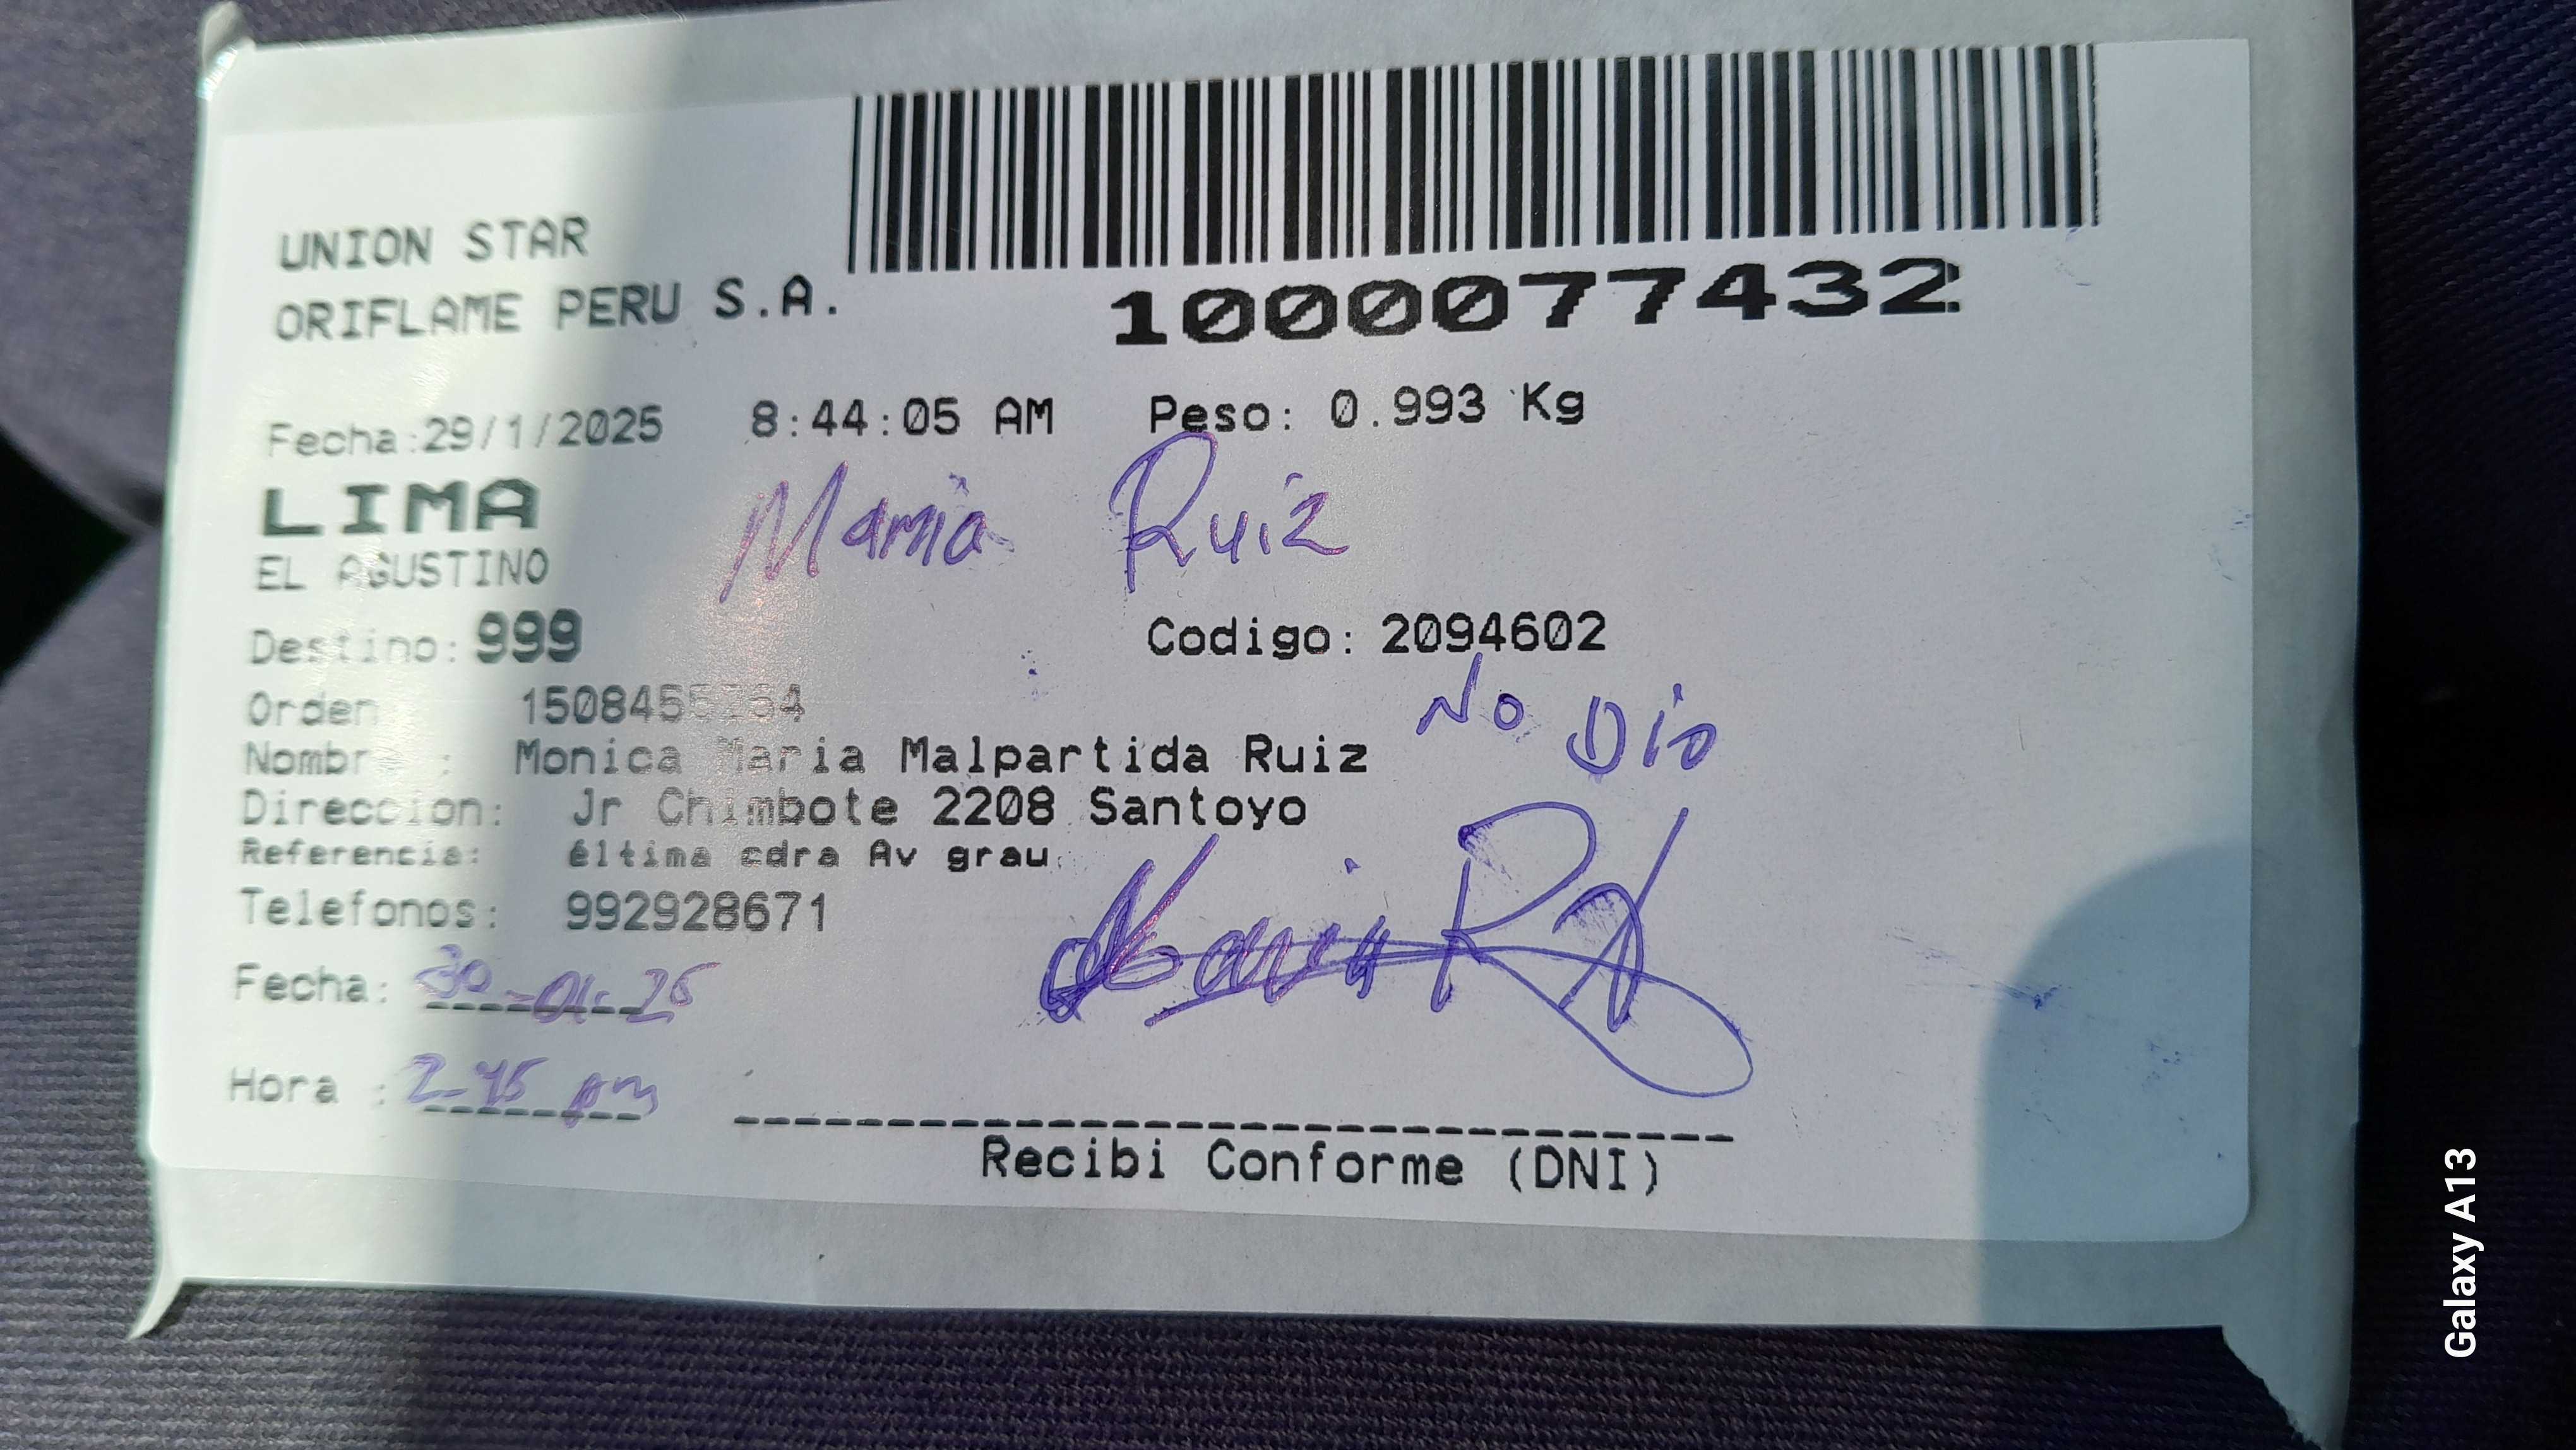 UNION STAR
ORIFLAME PERU S.A.
1000077432
Fecha:29/1/2025 8:44:05 AM Peso: 0.993 Kg
LIMA
Maria Ruiz
EL AGUSTINO
Destino: 999 Codigo: 2094602
Orden
No Dio
Nombr : Monica Maria Malpartida Ruiz
Direccion: Jr Chimbote 2208 Santoyo
Referencia: éltima cdra Av grau
Telefonos: 992928671
Maria
Fecha: 30-01-25
Hora : 2-45 pm
Recibi Conforme (DNI)
Galaxy A13